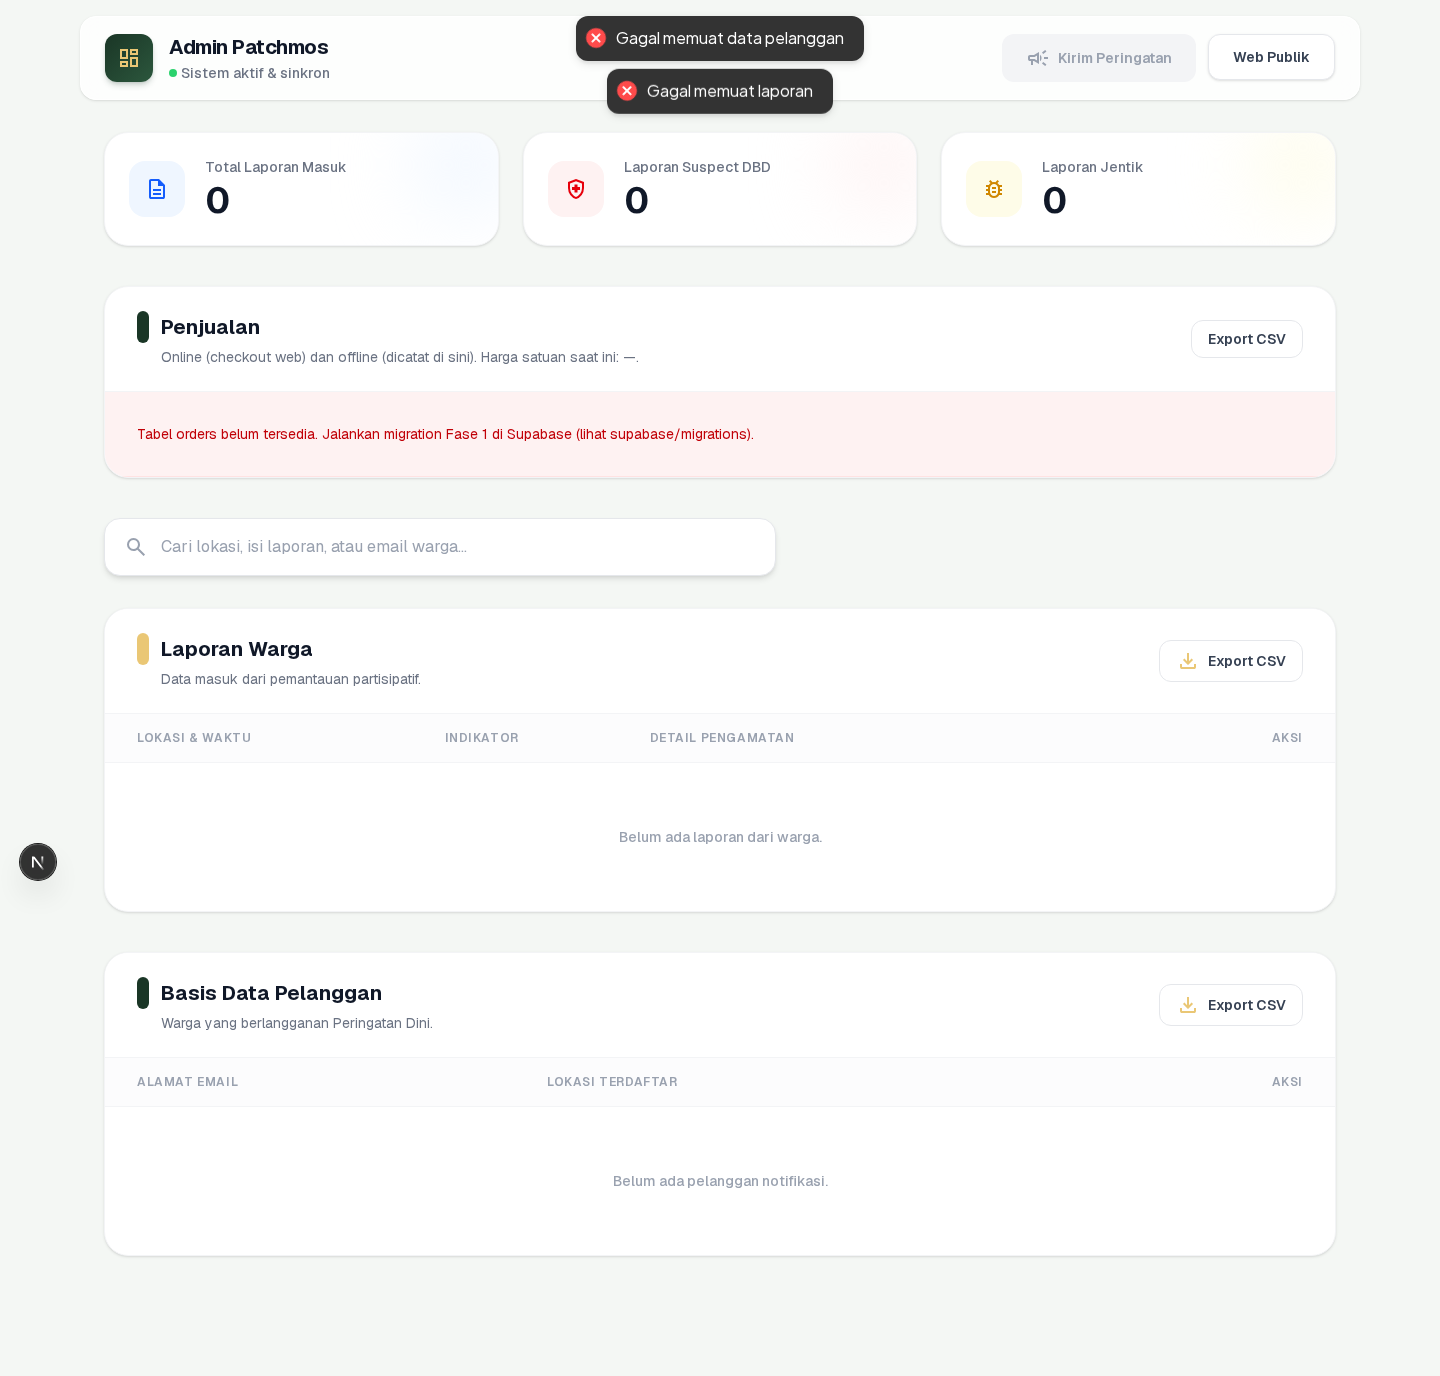 Admin Patchmos
Sistem aktif & sinkron
Gagal memuat data pelanggan
Gagal memuat laporan
Kirim Peringatan
Web Publik
Total Laporan Masuk
0
Laporan Suspect DBD
0
Laporan Jentik
0
Penjualan
Online (checkout web) dan offline (dicatat di sini). Harga satuan saat ini: —.
Export CSV
Tabel orders belum tersedia. Jalankan migration Fase 1 di Supabase (lihat supabase/migrations).
Cari lokasi, isi laporan, atau email warga...
Laporan Warga
Data masuk dari pemantauan partisipatif.
Export CSV
LOKASI & WAKTU
INDIKATOR
DETAIL PENGAMATAN
AKSI
Belum ada laporan dari warga.
N
Basis Data Pelanggan
Warga yang berlangganan Peringatan Dini.
Export CSV
ALAMAT EMAIL
LOKASI TERDAFTAR
AKSI
Belum ada pelanggan notifikasi.